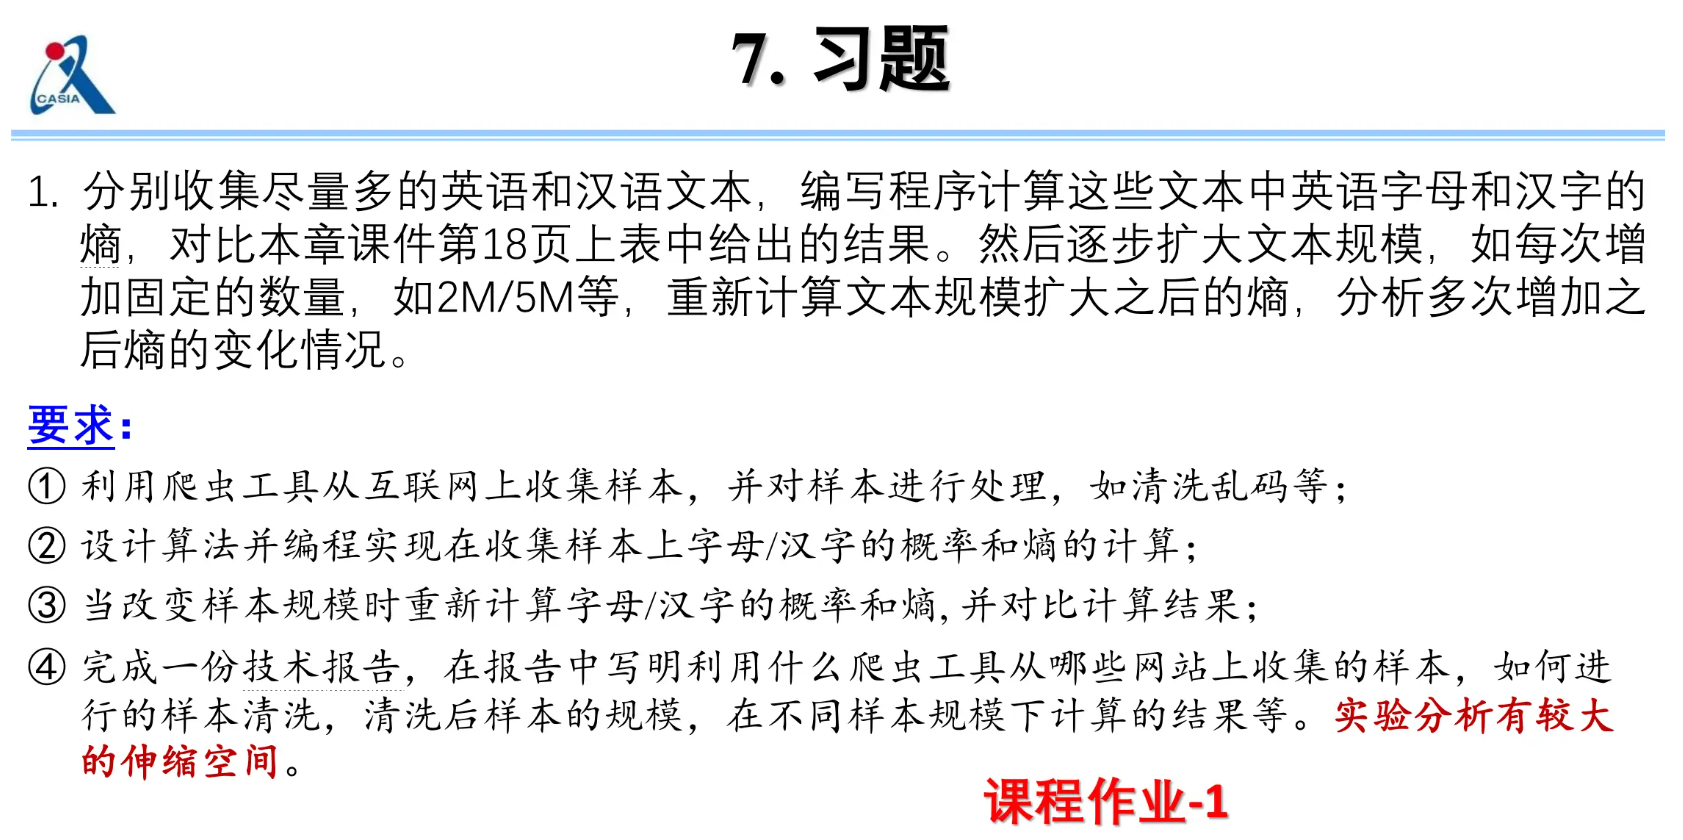 CASIA
7. 习题
1. 分别收集尽量多的英语和汉语文本，编写程序计算这些文本中英语字母和汉字的
熵，对比本章课件第18页上表中给出的结果。然后逐步扩大文本规模，如每次增
加固定的数量，如2M/5M等，重新计算文本规模扩大之后的熵，分析多次增加之
后熵的变化情况。
要求：
① 利用爬虫工具从互联网上收集样本，并对样本进行处理，如清洗乱码等；
② 设计算法并编程实现在收集样本上字母/汉字的概率和熵的计算；
③ 当改变样本规模时重新计算字母/汉字的概率和熵, 并对比计算结果；
④ 完成一份技术报告，在报告中写明利用什么爬虫工具从哪些网站上收集的样本，如何进
行的样本清洗，清洗后样本的规模，在不同样本规模下计算的结果等。实验分析有较大
的伸缩空间。
课程作业-1